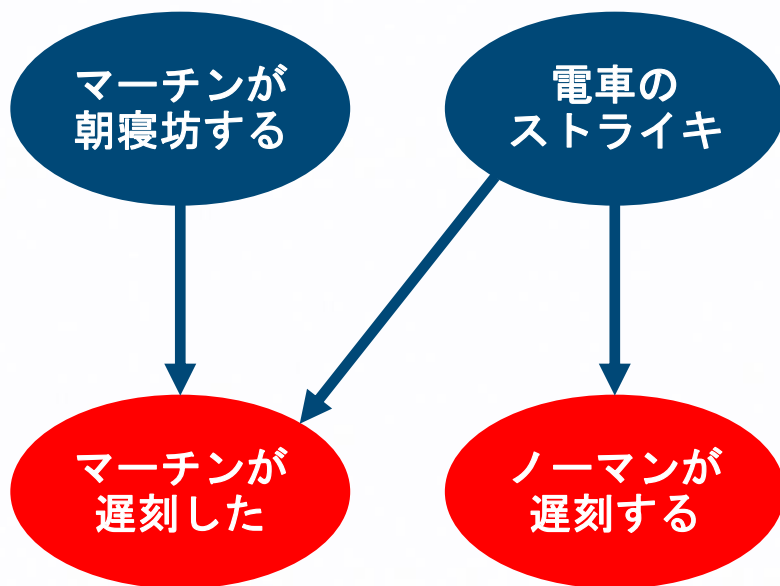 マーチンが
朝寝坊する
電車の
ストライキ
マーチンが
遅刻した
ノーマンが
遅刻する